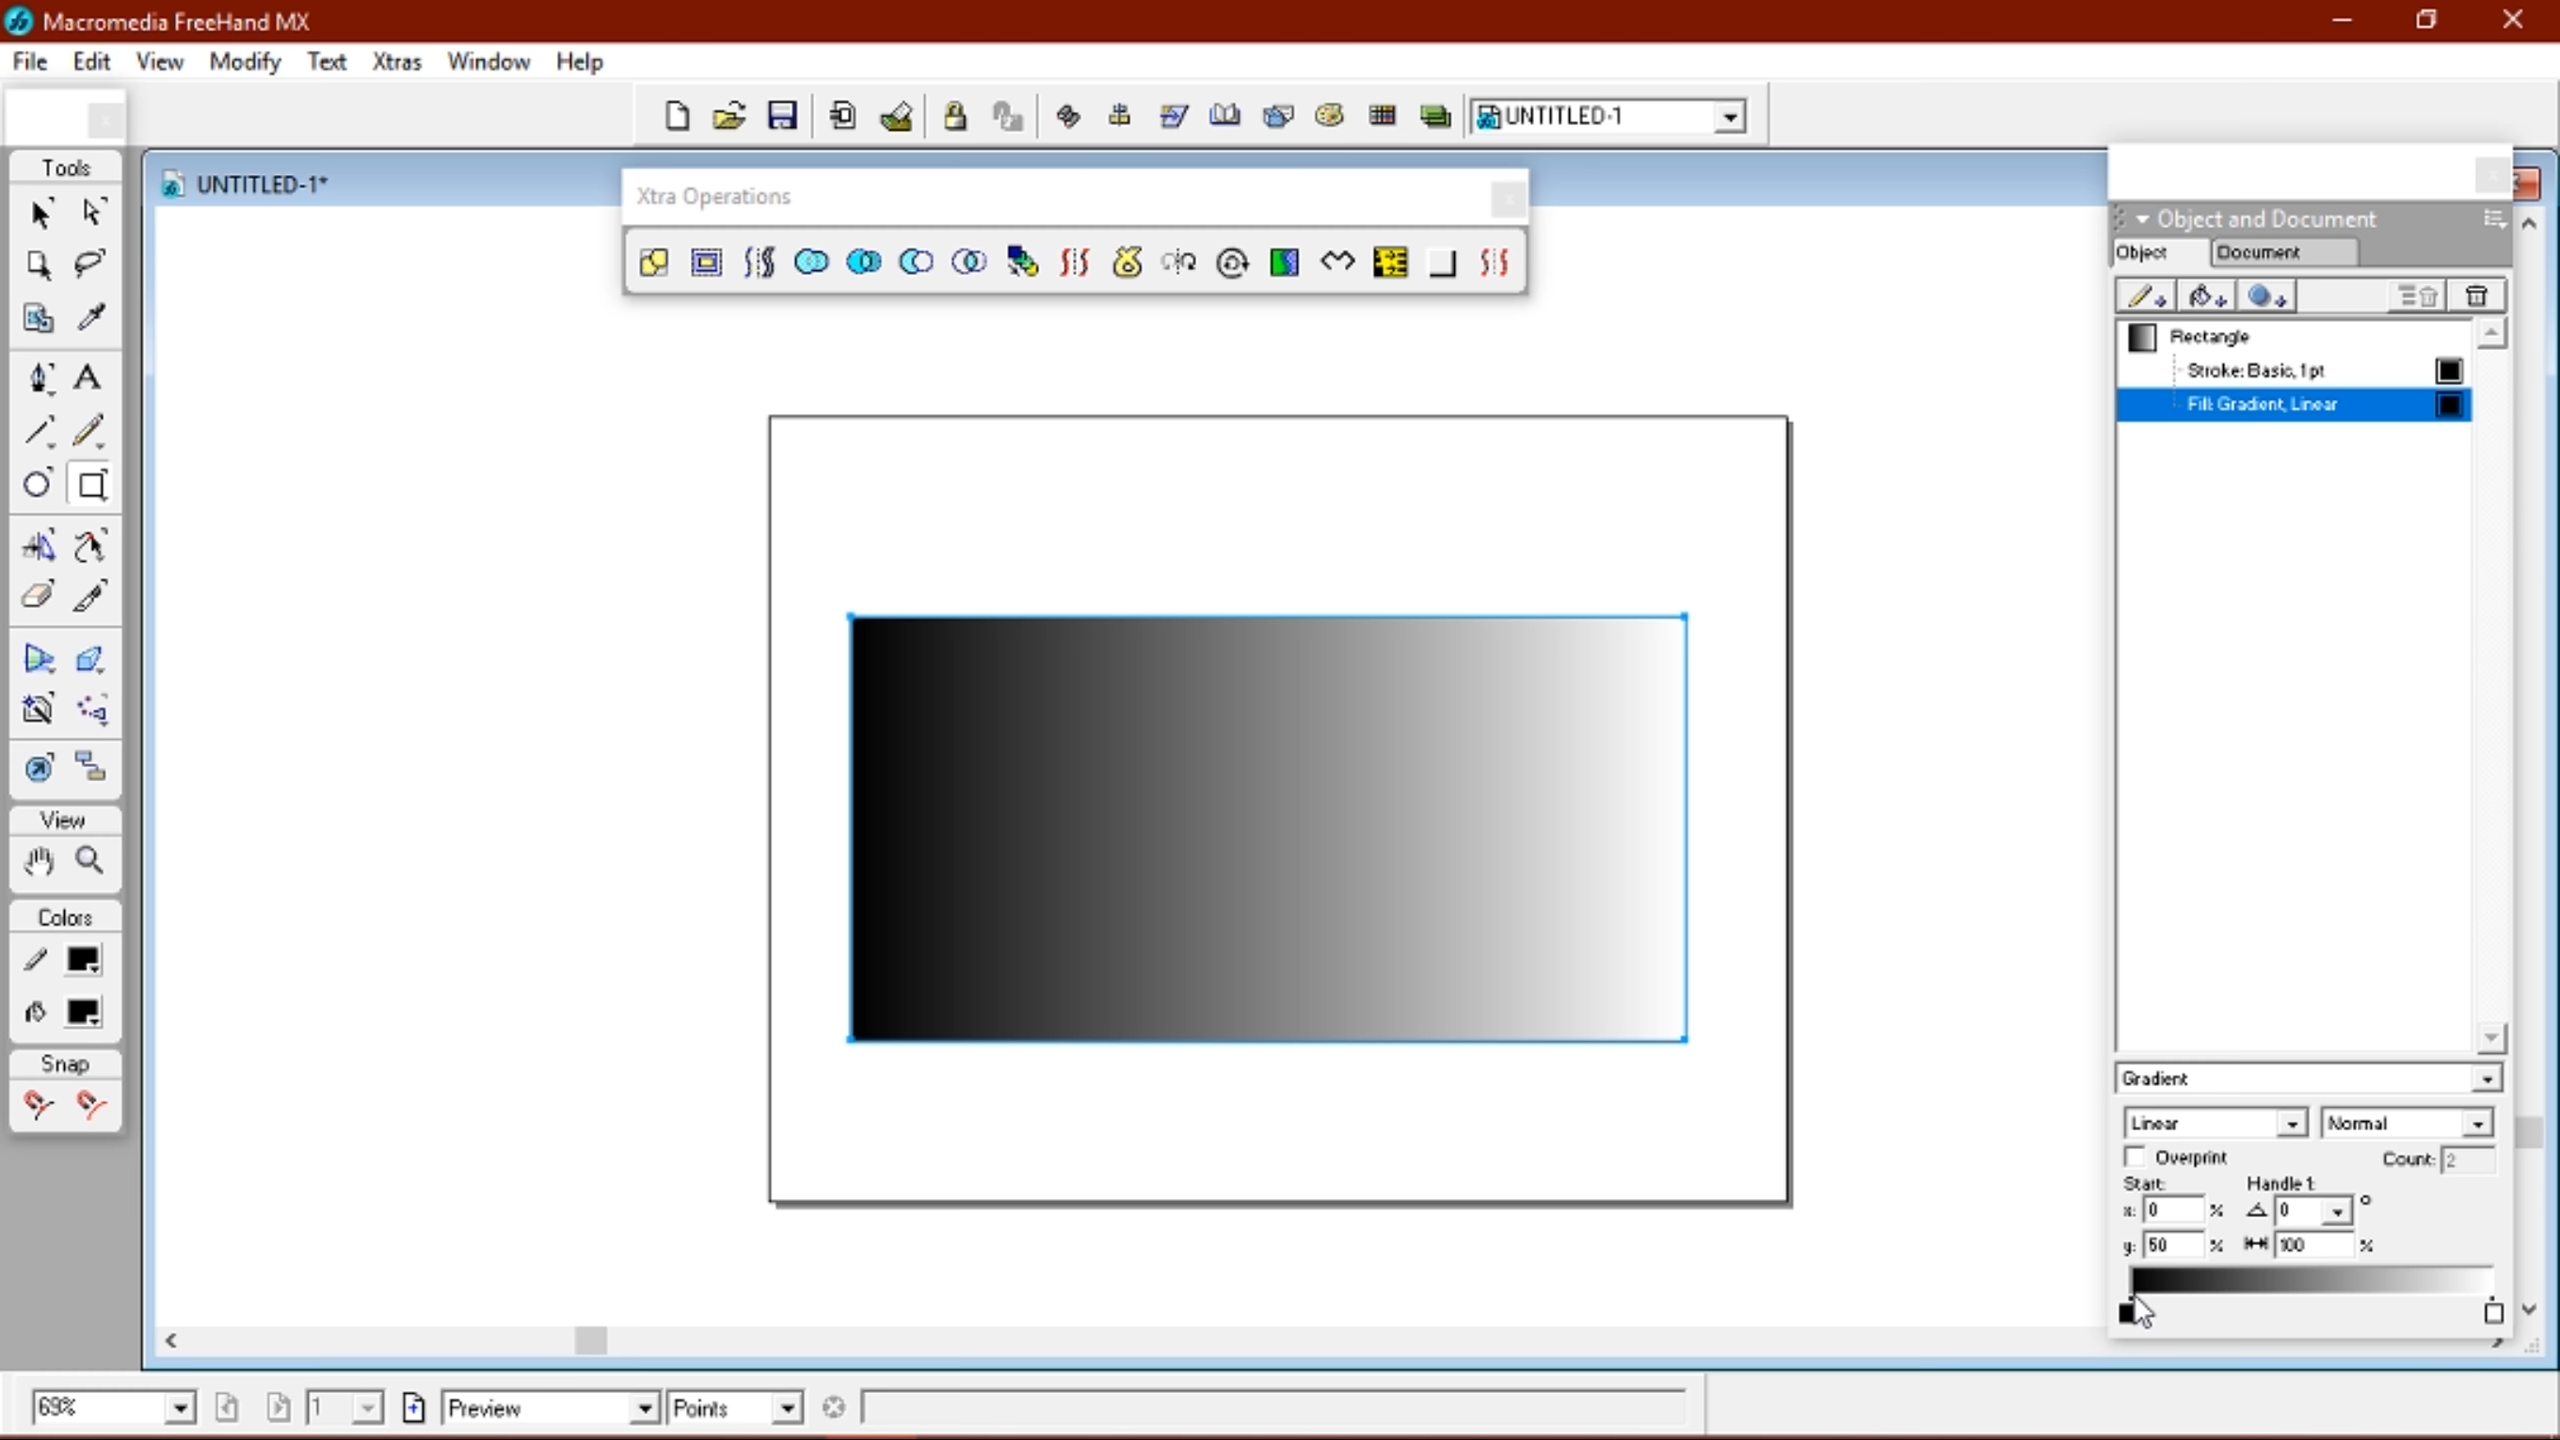 Macromedia FreeHand MX
File Edit View Modify Text Xtras Window Help
UNTITLED-1
Tools
UNTITLED-1*
Xtra Operations
Object and Document
Object Document
Rectangle
Stroke: Basic, 1pt
Fill: Gradient, Linear
View
Colors
Snap
Gradient
Linear Normal
Overprint Count: 2
Start: Handle 1:
x: 0 % 0 °
y: 50 % 100 %
69% 1 Preview Points